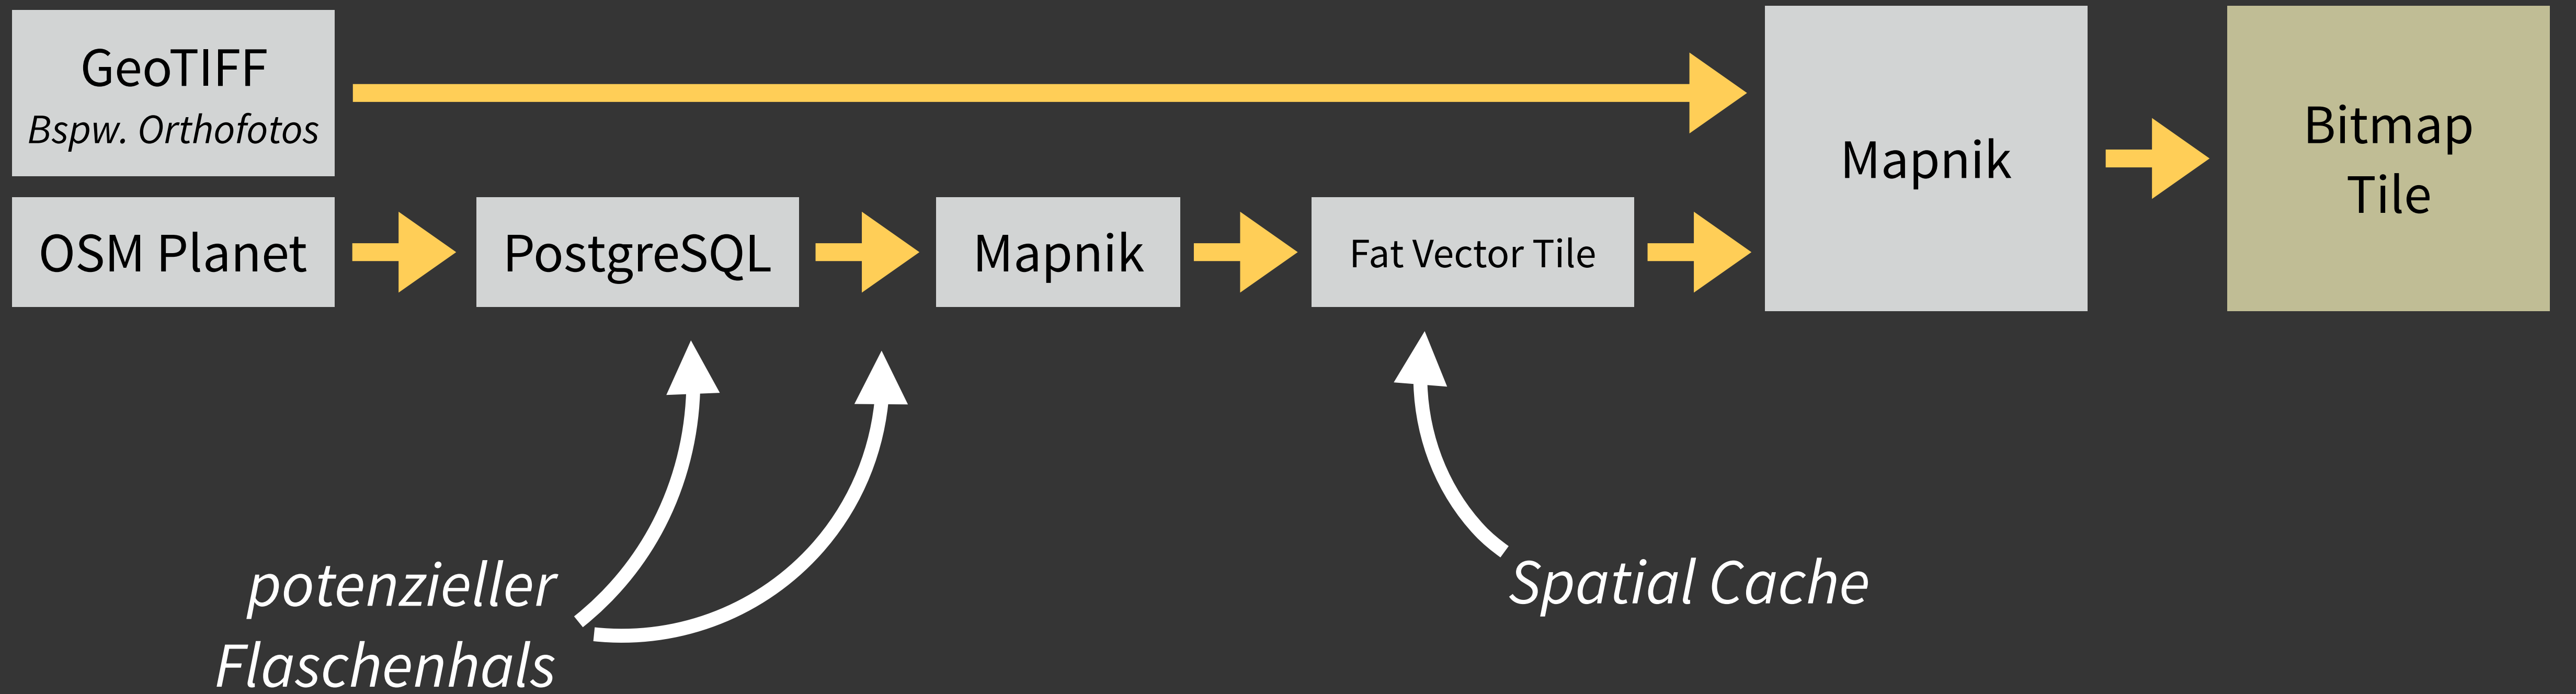 GeoTIFF
Bspw. Orthofotos
OSM Planet
PostgreSQL
Mapnik
Fat Vector Tile
Mapnik
Bitmap
Tile
potenzieller
Flaschenhals
Spatial Cache